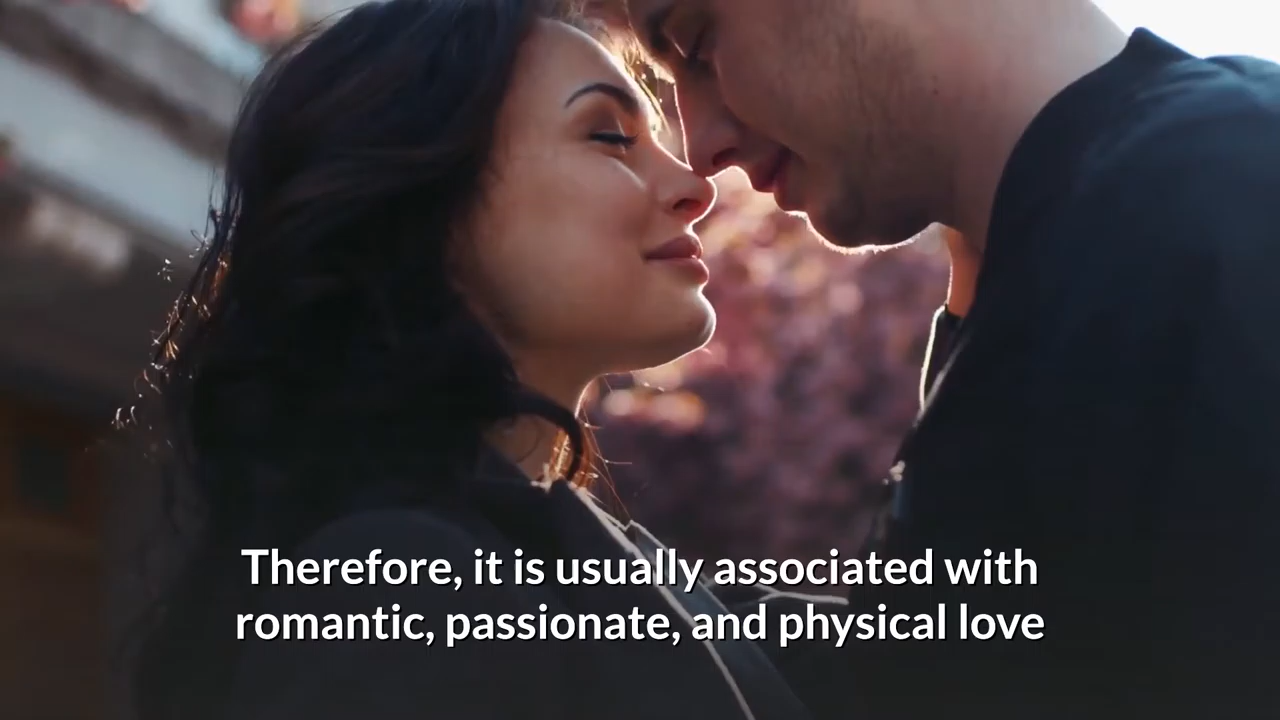 Therefore, it is usually associated with
romantic, passionate, and physical love